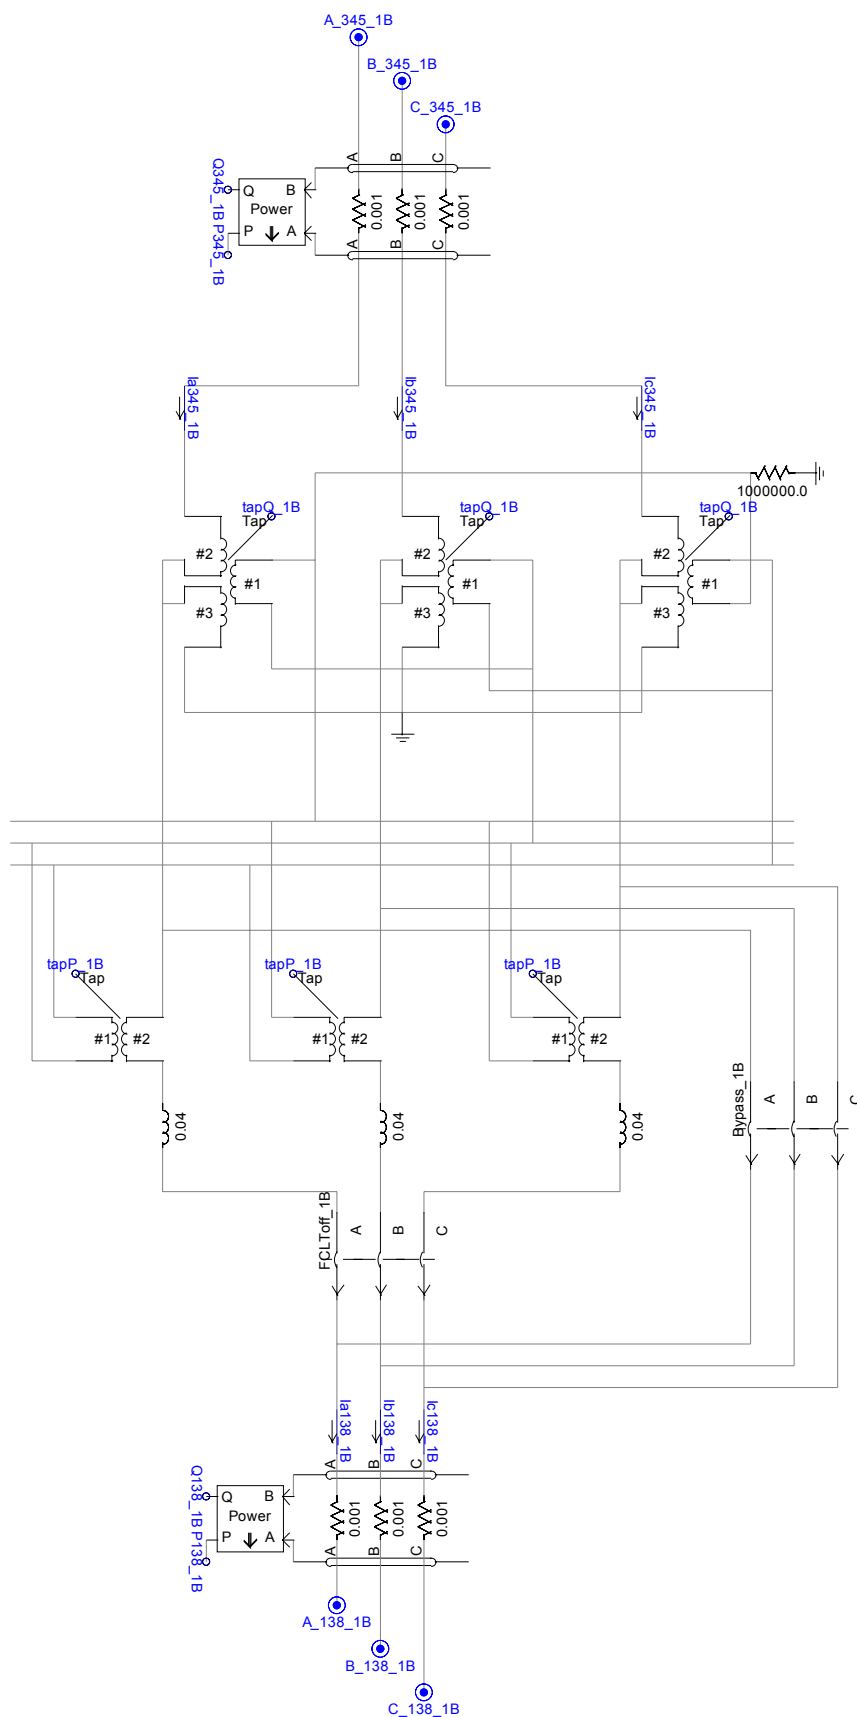 A_345_1B
B_345_1B
C_345_1B
A B C
Q345_1B P345_1B
Q B
Power
P A
0.001 0.001 0.001
A B C
Ia345_1B Ib345_1B Ic345_1B
1000000.0
tapQ_1B tapQ_1B tapQ_1B
Tap Tap Tap
#2 #2 #2
#1 #1 #1
#3 #3 #3
tapP_1B tapP_1B tapP_1B
Tap Tap Tap
#1 #2 #1 #2 #1 #2
Bypass_1B A B C
0.04 0.04 0.04
FCLToff_1B A B C
Ia138_1B Ib138_1B Ic138_1B
A B C
Q138_1B P138_1B
Q B
Power
P A
0.001 0.001 0.001
A B C
A_138_1B
B_138_1B
C_138_1B